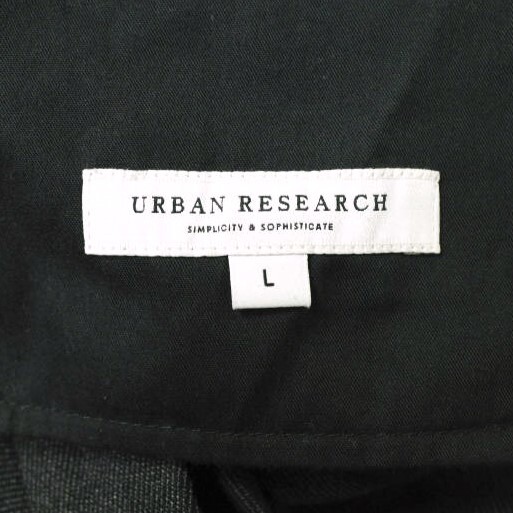 URBAN RESEARCH
SIMPLICITY & SOPHISTICATE
L